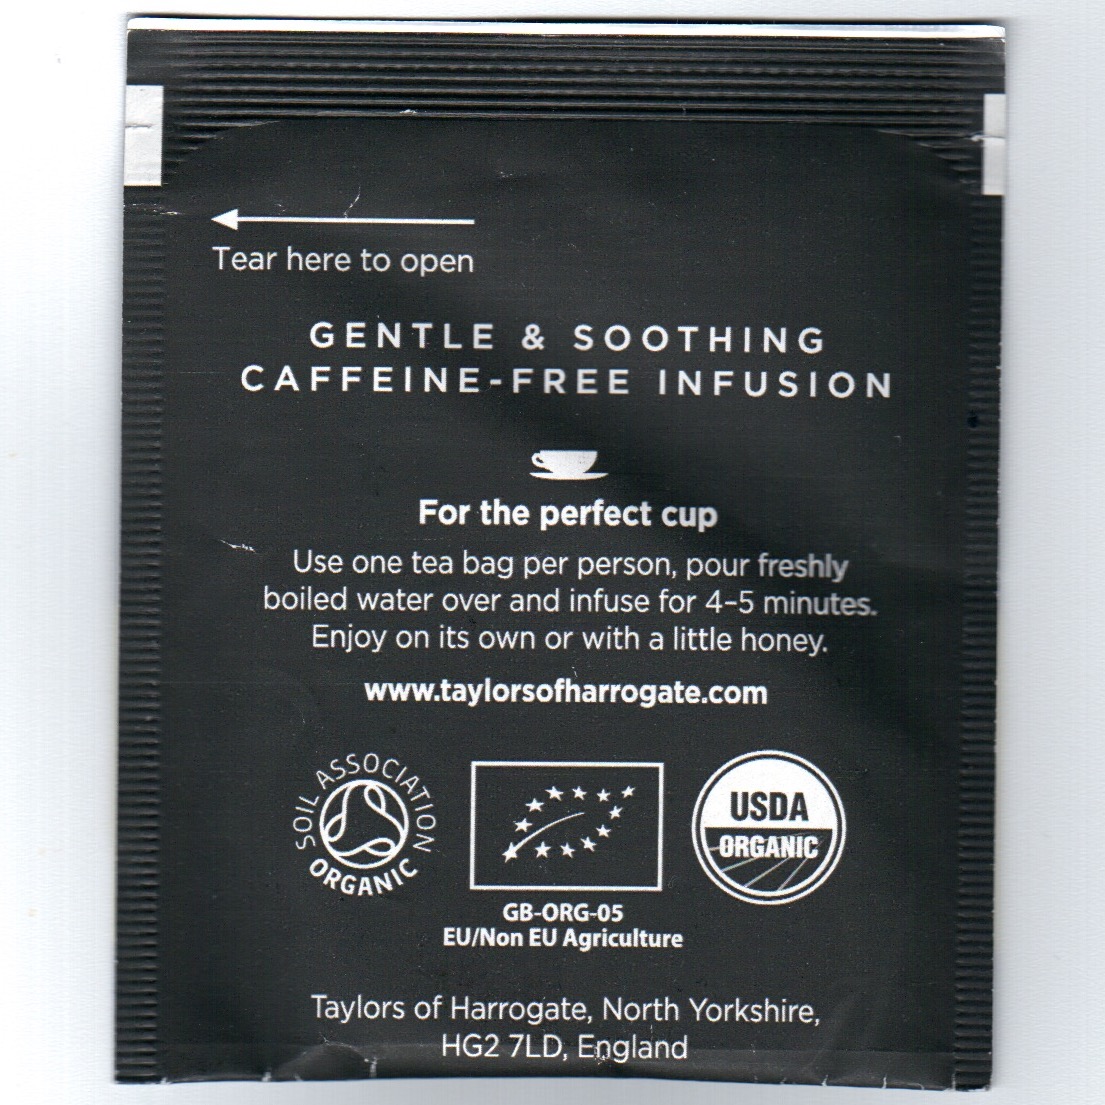 Tear here to open
GENTLE & SOOTHING
CAFFEINE-FREE INFUSION
For the perfect cup
Use one tea bag per person, pour freshly
boiled water over and infuse for 4–5 minutes.
Enjoy on its own or with a little honey.
www.taylorsofharrogate.com
SOIL ASSOCIATION
ORGANIC
USDA
ORGANIC
GB-ORG-05
EU/Non EU Agriculture
Taylors of Harrogate, North Yorkshire,
HG2 7LD, England